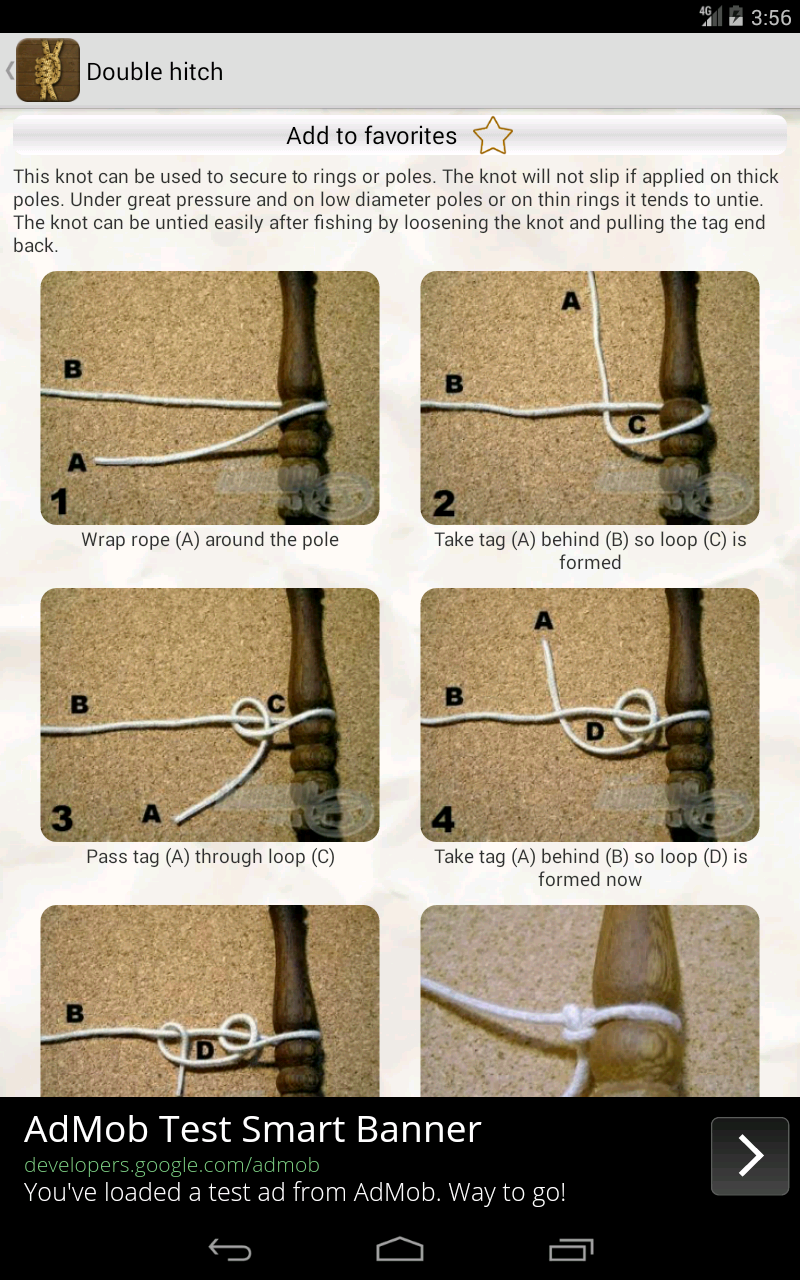 4G 3:56
Double hitch
Add to favorites
This knot can be used to secure to rings or poles. The knot will not slip if applied on thick
poles. Under great pressure and on low diameter poles or on thin rings it tends to untie.
The knot can be untied easily after fishing by loosening the knot and pulling the tag end
back.
B
A
1
A
B
C
2
Wrap rope (A) around the pole
Take tag (A) behind (B) so loop (C) is
formed
B
C
A
3
A
B
D
4
Pass tag (A) through loop (C)
Take tag (A) behind (B) so loop (D) is
formed now
B
D
AdMob Test Smart Banner
developers.google.com/admob
You've loaded a test ad from AdMob. Way to go!